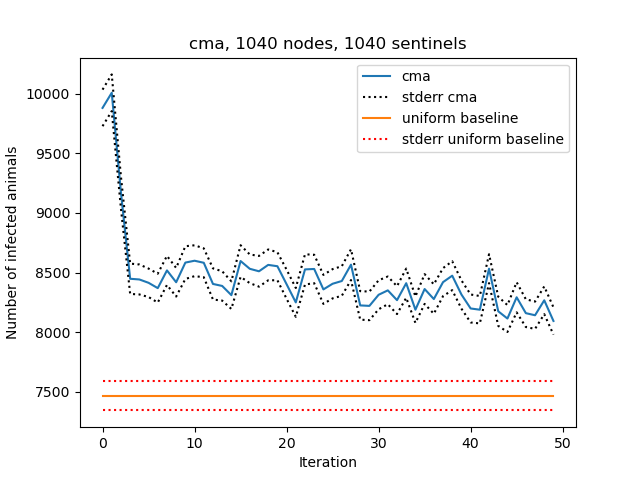 cma, 1040 nodes, 1040 sentinels
cma
stderr cma
uniform baseline
stderr uniform baseline
Number of infected animals
10000
9500
9000
8500
8000
7500
0 10 20 30 40 50
Iteration